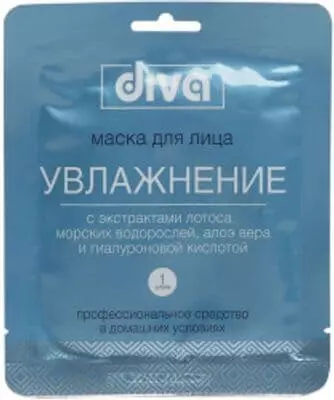 diva
маска для лица
УВЛАЖНЕНИЕ
с экстрактами лотоса,
морских водорослей, алоэ вера
и гиалуроновой кислотой
1
профессиональное средство
в домашних условиях